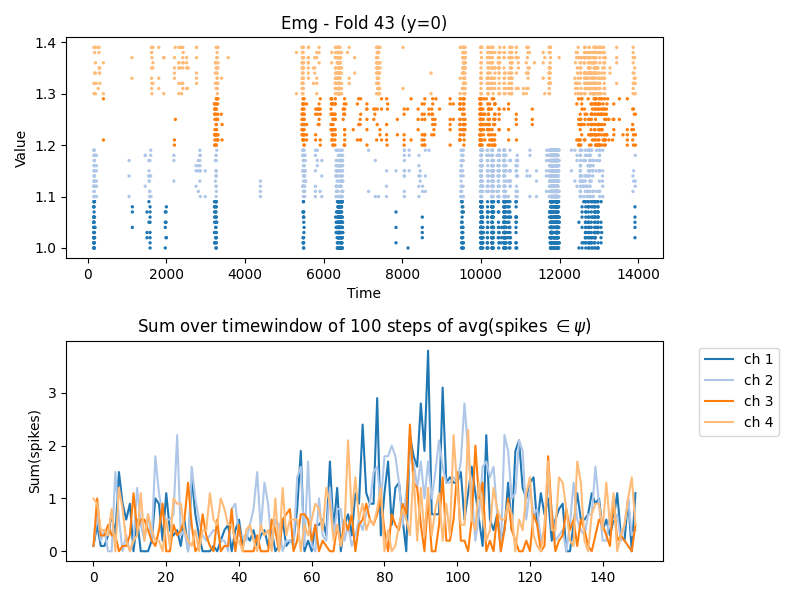 Emg - Fold 43 (y=0)
Value
1.4
1.3
1.2
1.1
1.0
0 2000 4000 6000 8000 10000 12000 14000
Time
Sum over timewindow of 100 steps of avg(spikes ∈ ψ)
Sum(spikes)
3
2
1
0
0 20 40 60 80 100 120 140
ch 1
ch 2
ch 3
ch 4